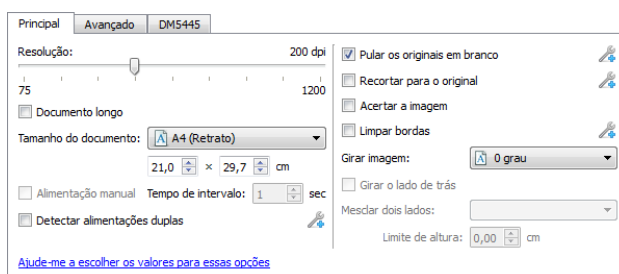 Principal Avançado DM5445
Resolução: 200 dpi
75 1200
Documento longo
Tamanho do documento: A A4 (Retrato)
21,0 × 29,7 cm
Alimentação manual Tempo de intervalo: 1 sec
Detectar alimentações duplas
Ajude-me a escolher os valores para essas opções
Pular os originais em branco
Recortar para o original
Acertar a imagem
Limpar bordas
Girar imagem: A 0 grau
Girar o lado de trás
Mesclar dois lados:
Limite de altura: 0,00 cm